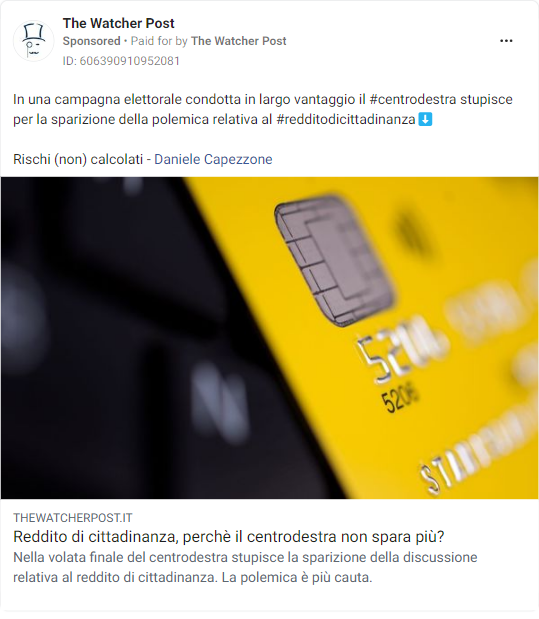 The Watcher Post
Sponsored • Paid for by The Watcher Post
ID: 606390910952081
In una campagna elettorale condotta in largo vantaggio il #centrodestra stupisce
per la sparizione della polemica relativa al #redditodicittadinanza⬇
Rischi (non) calcolati - Daniele Capezzone
5206
5206
THEWATCHERPOST.IT
Reddito di cittadinanza, perchè il centrodestra non spara più?
Nella volata finale del centrodestra stupisce la sparizione della discussione
relativa al reddito di cittadinanza. La polemica è più cauta.